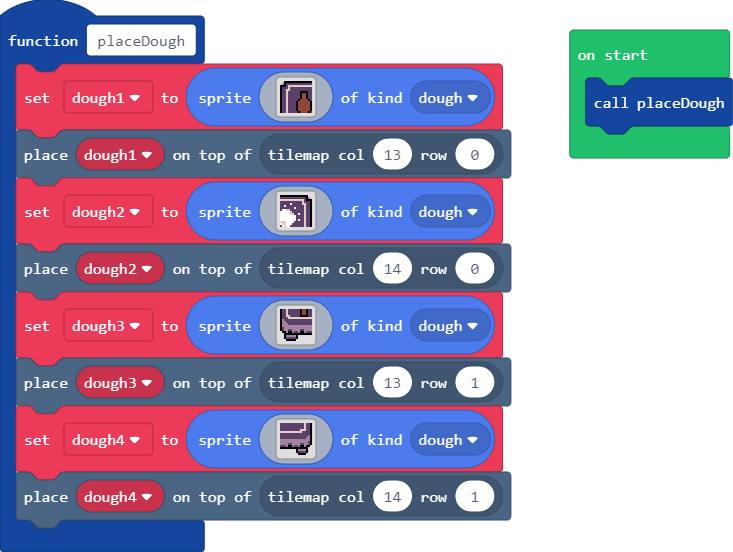 function placeDough
set dough1 to sprite of kind dough
place dough1 on top of tilemap col 13 row 0
set dough2 to sprite of kind dough
place dough2 on top of tilemap col 14 row 0
set dough3 to sprite of kind dough
place dough3 on top of tilemap col 13 row 1
set dough4 to sprite of kind dough
place dough4 on top of tilemap col 14 row 1
on start
call placeDough